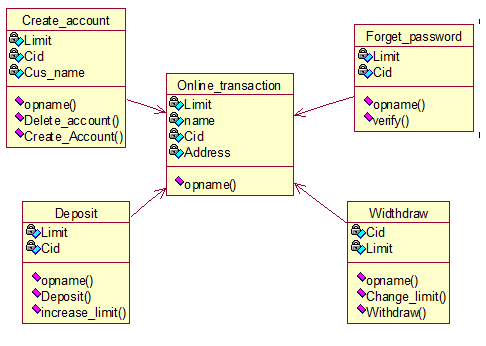 Create_account
Limit
Cid
Cus_name
opname()
Delete_account()
Create_Account()
Forget_password
Limit
Cid
opname()
verify()
Online_transaction
Limit
name
Cid
Address
opname()
Deposit
Limit
Cid
opname()
Deposit()
increase_limit()
Widthdraw
Cid
Limit
opname()
Change_limit()
Withdraw()